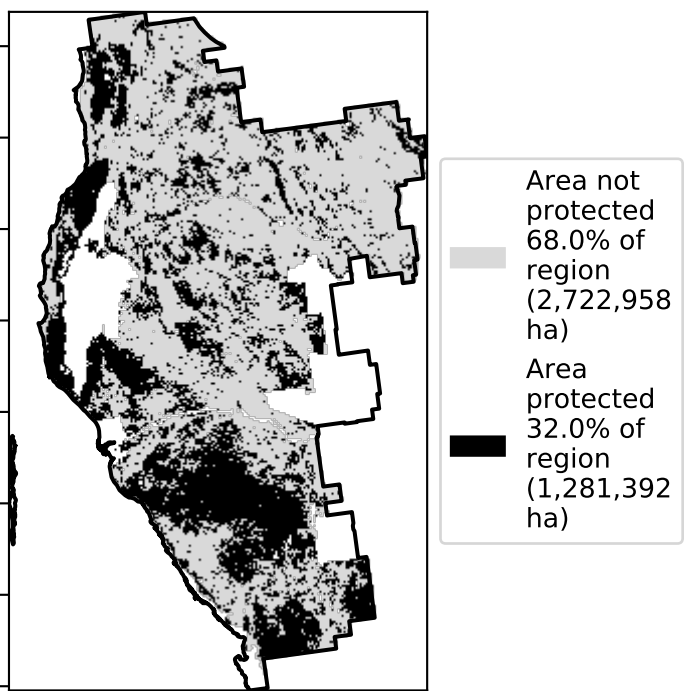 Area not
protected
68.0% of
region
(2,722,958
ha)
Area
protected
32.0% of
region
(1,281,392
ha)